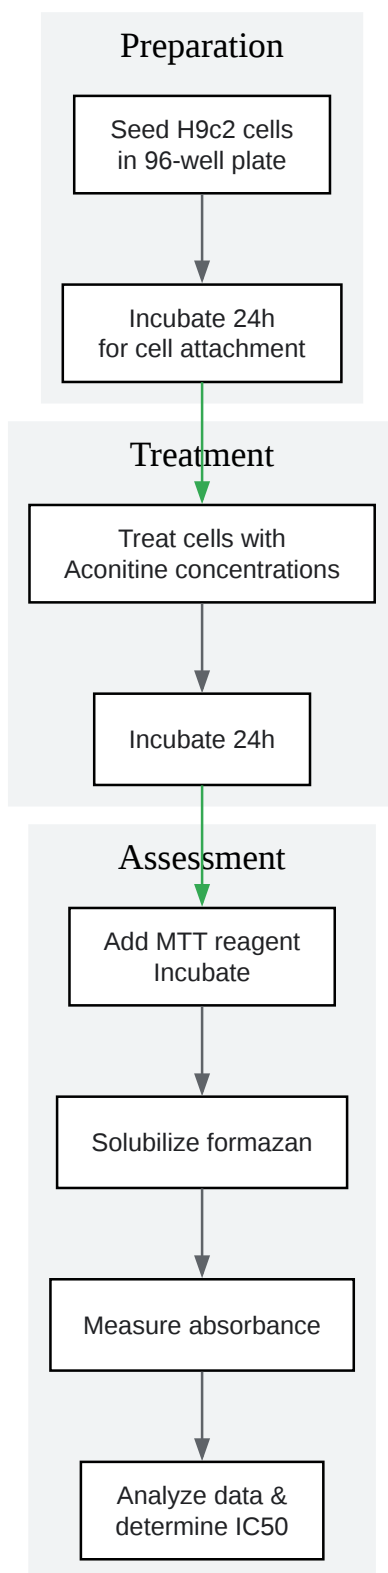 Preparation
Seed H9c2 cells
in 96-well plate
Incubate 24h
for cell attachment
Treatment
Treat cells with
Aconitine concentrations
Incubate 24h
Assessment
Add MTT reagent
Incubate
Solubilize formazan
Measure absorbance
Analyze data &
determine IC50